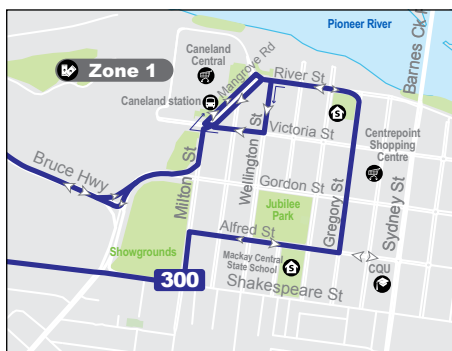 Pioneer River
Barnes Ck R
Caneland
Central
Mangrove Rd
River St
Zone 1
Caneland station
Victoria St
Centrepoint
Shopping
Centre
Bruce Hwy
Milton St
Wellington St
Gordon St
Gregory St
Sydney St
Jubilee
Park
Alfred St
Showgrounds
Mackay Central
State School
CQU
300
Shakespeare St